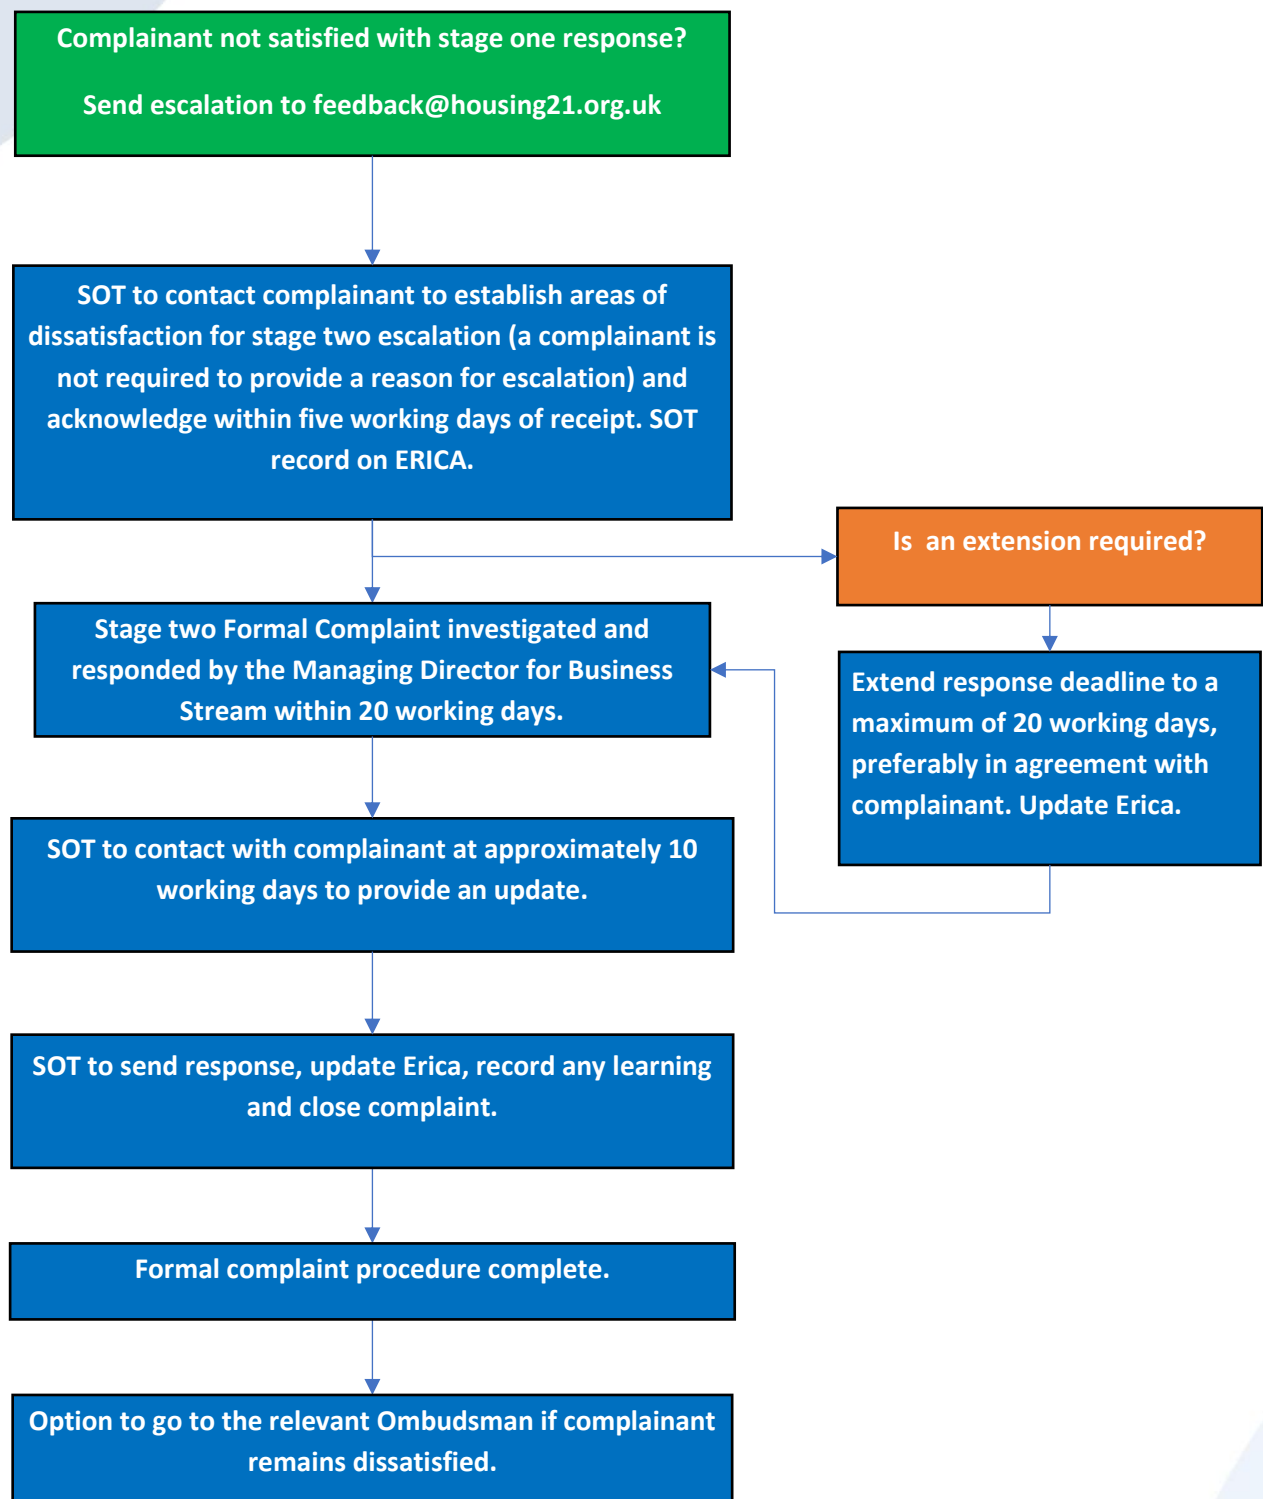 Complainant not satisfied with stage one response?
Send escalation to feedback@housing21.org.uk
SOT to contact complainant to establish areas of
dissatisfaction for stage two escalation (a complainant is
not required to provide a reason for escalation) and
acknowledge within five working days of receipt. SOT
record on ERICA.
Is  an extension required?
Stage two Formal Complaint investigated and
responded by the Managing Director for Business
Stream within 20 working days.
Extend response deadline to a
maximum of 20 working days,
preferably in agreement with
complainant. Update Erica.
SOT to contact with complainant at approximately 10
working days to provide an update.
SOT to send response, update Erica, record any learning
and close complaint.
Formal complaint procedure complete.
Option to go to the relevant Ombudsman if complainant
remains dissatisfied.